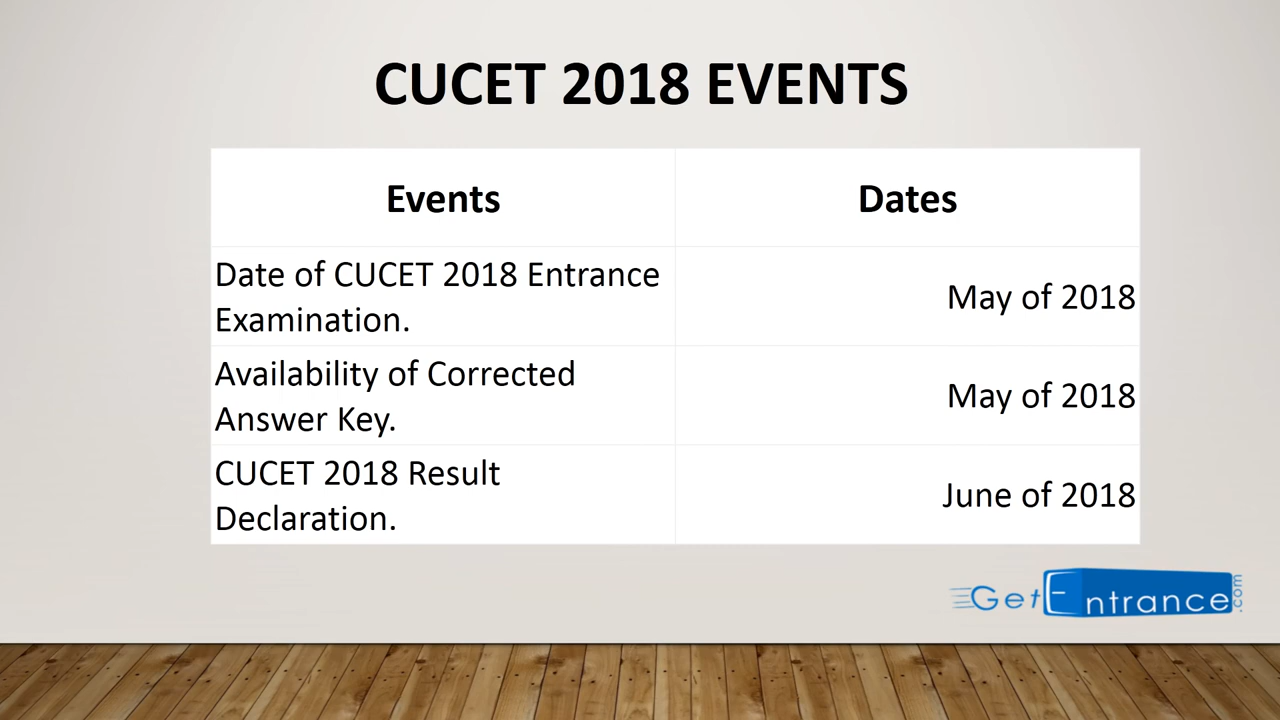 CUCET 2018 EVENTS
Events
Dates
Date of CUCET 2018 Entrance
Examination.
May of 2018
Availability of Corrected
Answer Key.
May of 2018
CUCET 2018 Result
Declaration.
June of 2018
GetEntrance.com